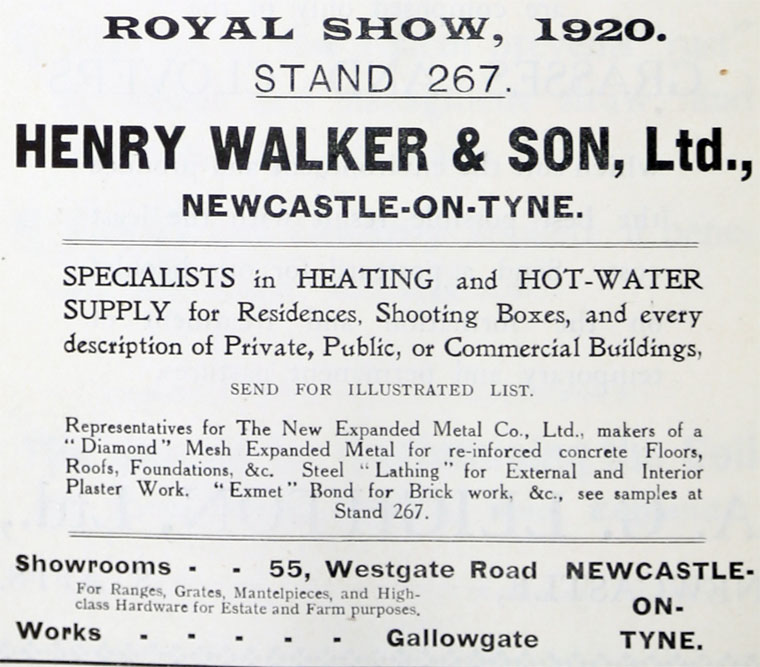 ROYAL SHOW, 1920.
STAND 267.
HENRY WALKER & SON, Ltd.,
NEWCASTLE-ON-TYNE.
SPECIALISTS in HEATING and HOT-WATER
SUPPLY for Residences, Shooting Boxes, and every
description of Private, Public, or Commercial Buildings,
SEND FOR ILLUSTRATED LIST.
Representatives for The New Expanded Metal Co., Ltd., makers of a
"Diamond" Mesh Expanded Metal for re-inforced concrete Floors,
Roofs, Foundations, &c. Steel "Lathing" for External and Interior
Plaster Work. "Exmet" Bond for Brick work, &c., see samples at
Stand 267.
Showrooms - - 55, Westgate Road
For Ranges, Grates, Mantelpieces, and High-
class Hardware for Estate and Farm purposes.
Works - - - - - Gallowgate
NEWCASTLE-
ON-
TYNE.